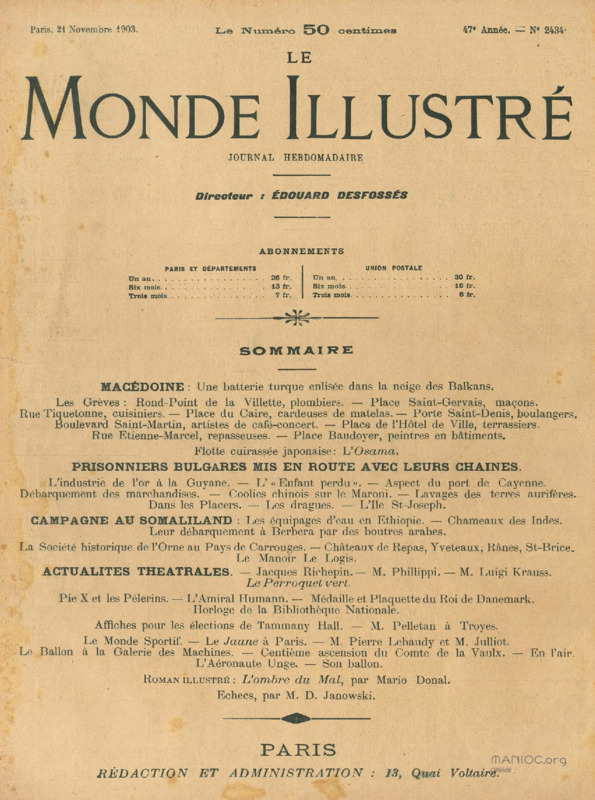 Paris, 21 Novembre 1903.
Le Numéro 50 centimes
47e Année. — No 2434
LE
MONDE ILLUSTRÉ
JOURNAL HEBDOMADAIRE
Directeur : ÉDOUARD DESFOSSÉS
ABONNEMENTS
PARIS ET DÉPARTEMENTS
Un an. . . . . . . . . . . . . . 26 fr.
Six mois. . . . . . . . . . . . . 13 fr.
Trois mois . . . . . . . . . . . . 7 fr.
UNION POSTALE
Un an. . . . . . . . . . . . . . 30 fr.
Six mois. . . . . . . . . . . . . 16 fr.
Trois mois. . . . . . . . . . . . 8 fr.
SOMMAIRE
MACÉDOINE : Une batterie turque enlisée dans la neige des Balkans.
Les Grèves : Rond-Point de la Villette, plombiers. — Place Saint-Gervais, maçons.
Rue Tiquetonne, cuisiniers. — Place du Caire, cardeuses de matelas. — Porte Saint-Denis, boulangers.
Boulevard Saint-Martin, artistes de café-concert. — Place de l'Hôtel de Ville, terrassiers.
Rue Etienne-Marcel, repasseuses. — Place Baudoyer, peintres en bâtiments.
Flotte cuirassée japonaise : L'Osama.
PRISONNIERS BULGARES MIS EN ROUTE AVEC LEURS CHAINES.
L'industrie de l'or à la Guyane. — L' « Enfant perdu ». — Aspect du port de Cayenne.
Débarquement des marchandises. — Coolies chinois sur le Maroni. — Lavages des terres aurifères.
Dans les Placers. — Les dragues. — L'Ile St-Joseph.
CAMPAGNE AU SOMALILAND : Les équipages d'eau en Ethiopie. — Chameaux des Indes.
Leur débarquement à Berbera par des boutres arabes.
La Société historique de l'Orne au Pays de Carrouges. — Châteaux de Repas, Yveteaux, Rânes, St-Brice.
Le Manoir Le Logis.
ACTUALITES THEATRALES. — Jacques Richepin. — M. Phillippi. — M. Luigi Krauss.
Le Perroquet vert.
Pie X et les Pélerins. — L'Amiral Humann. — Médaille et Plaquette du Roi de Danemark.
Horloge de la Bibliothèque Nationale.
Affiches pour les élections de Tammany Hall. — M. Pelletan à Troyes.
Le Monde Sportif. — Le Jaune à Paris. — M. Pierre Lebaudy et M. Julliot.
Le Ballon à la Galerie des Machines. — Centième ascension du Comte de la Vaulx. — En l'air.
L'Aéronaute Unge. — Son ballon.
ROMAN ILLUSTRÉ : L'ombre du Mal, par Mario Donal.
Echecs, par M. D. Janowski.
PARIS
RÉDACTION ET ADMINISTRATION : 13, Quai Voltaire.
MANIOC.org